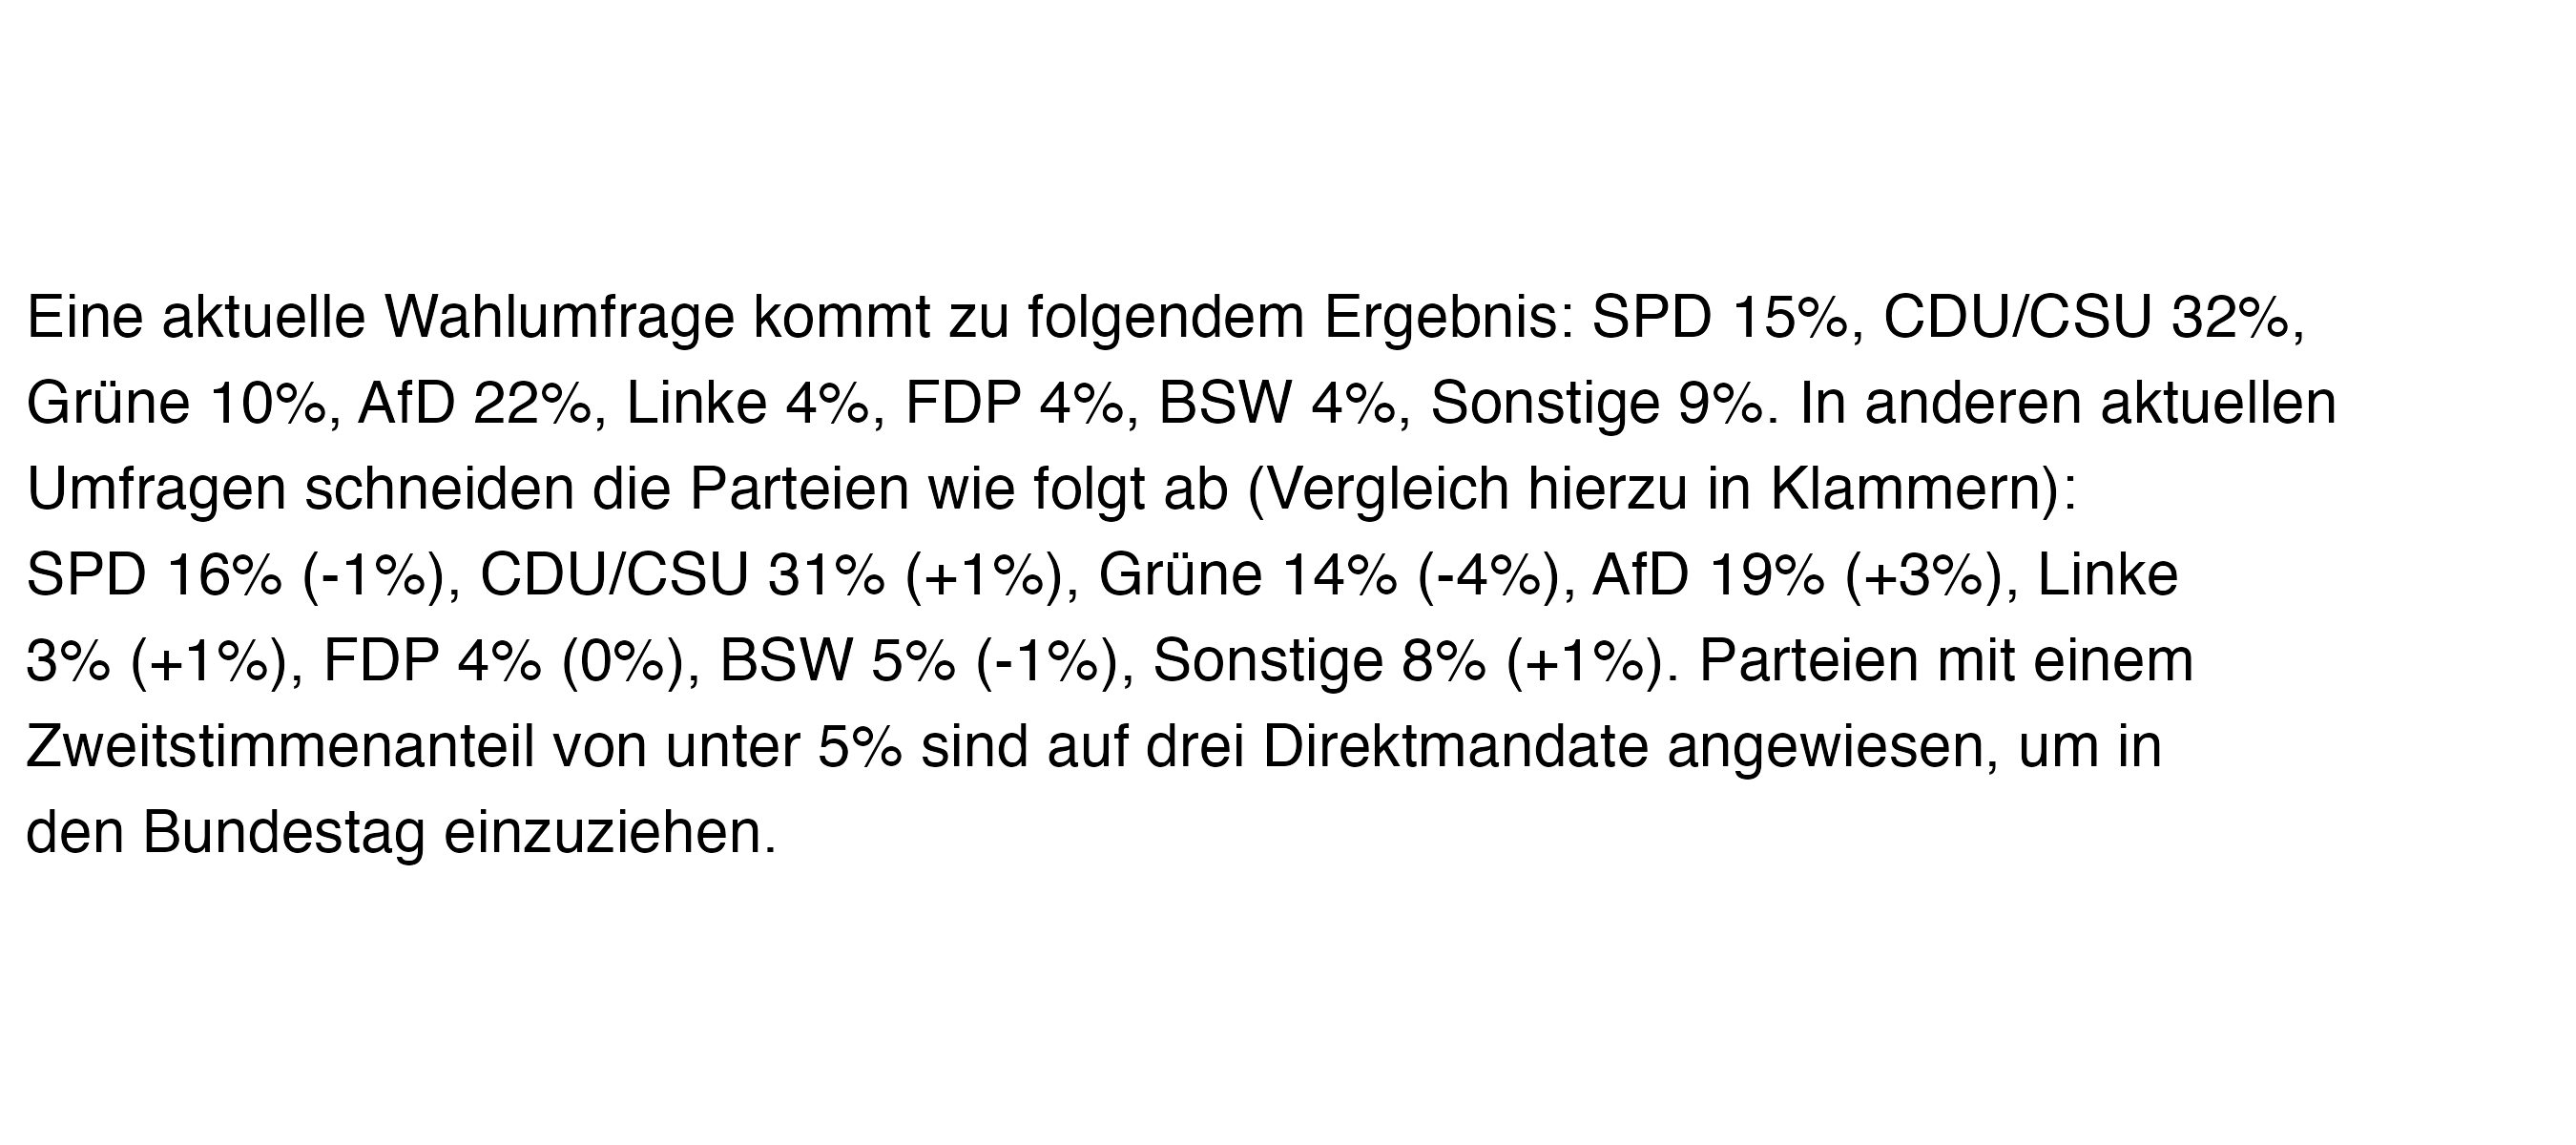 Eine aktuelle Wahlumfrage kommt zu folgendem Ergebnis: SPD 15%, CDU/CSU 32%,
Grüne 10%, AfD 22%, Linke 4%, FDP 4%, BSW 4%, Sonstige 9%. In anderen aktuellen
Umfragen schneiden die Parteien wie folgt ab (Vergleich hierzu in Klammern):
SPD 16% (-1%), CDU/CSU 31% (+1%), Grüne 14% (-4%), AfD 19% (+3%), Linke
3% (+1%), FDP 4% (0%), BSW 5% (-1%), Sonstige 8% (+1%). Parteien mit einem
Zweitstimmenanteil von unter 5% sind auf drei Direktmandate angewiesen, um in
den Bundestag einzuziehen.